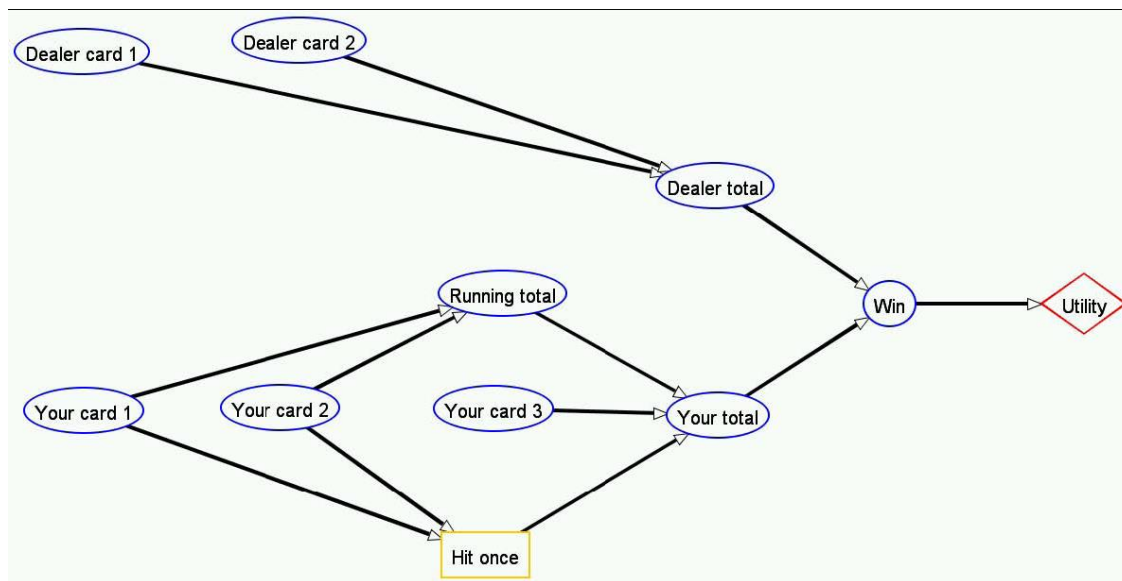 Dealer card 1
Dealer card 2
Dealer total
Running total
Win
Utility
Your card 1
Your card 2
Your card 3
Your total
Hit once